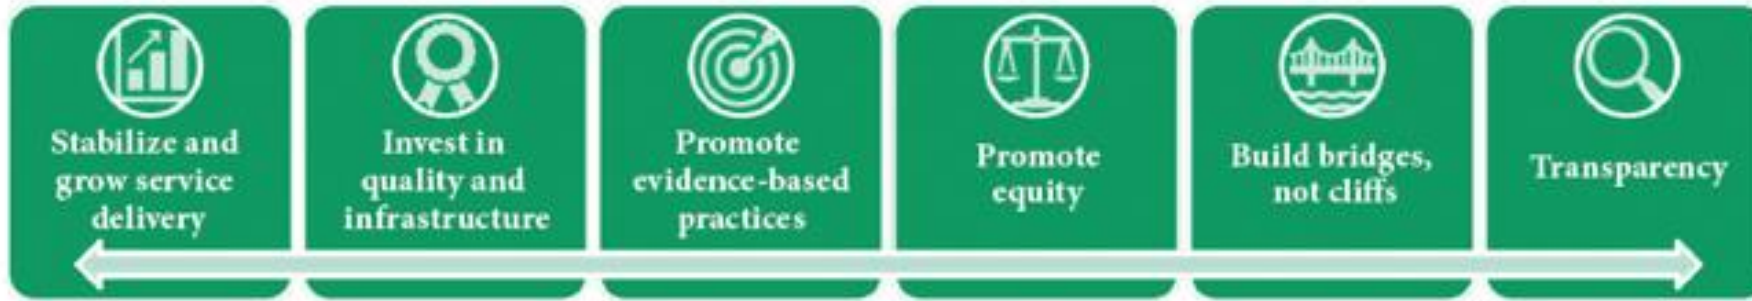 Stabilize and
grow service
delivery
Invest in
quality and
infrastructure
Promote
evidence-based
practices
Promote
equity
Build bridges,
not cliffs
Transparency